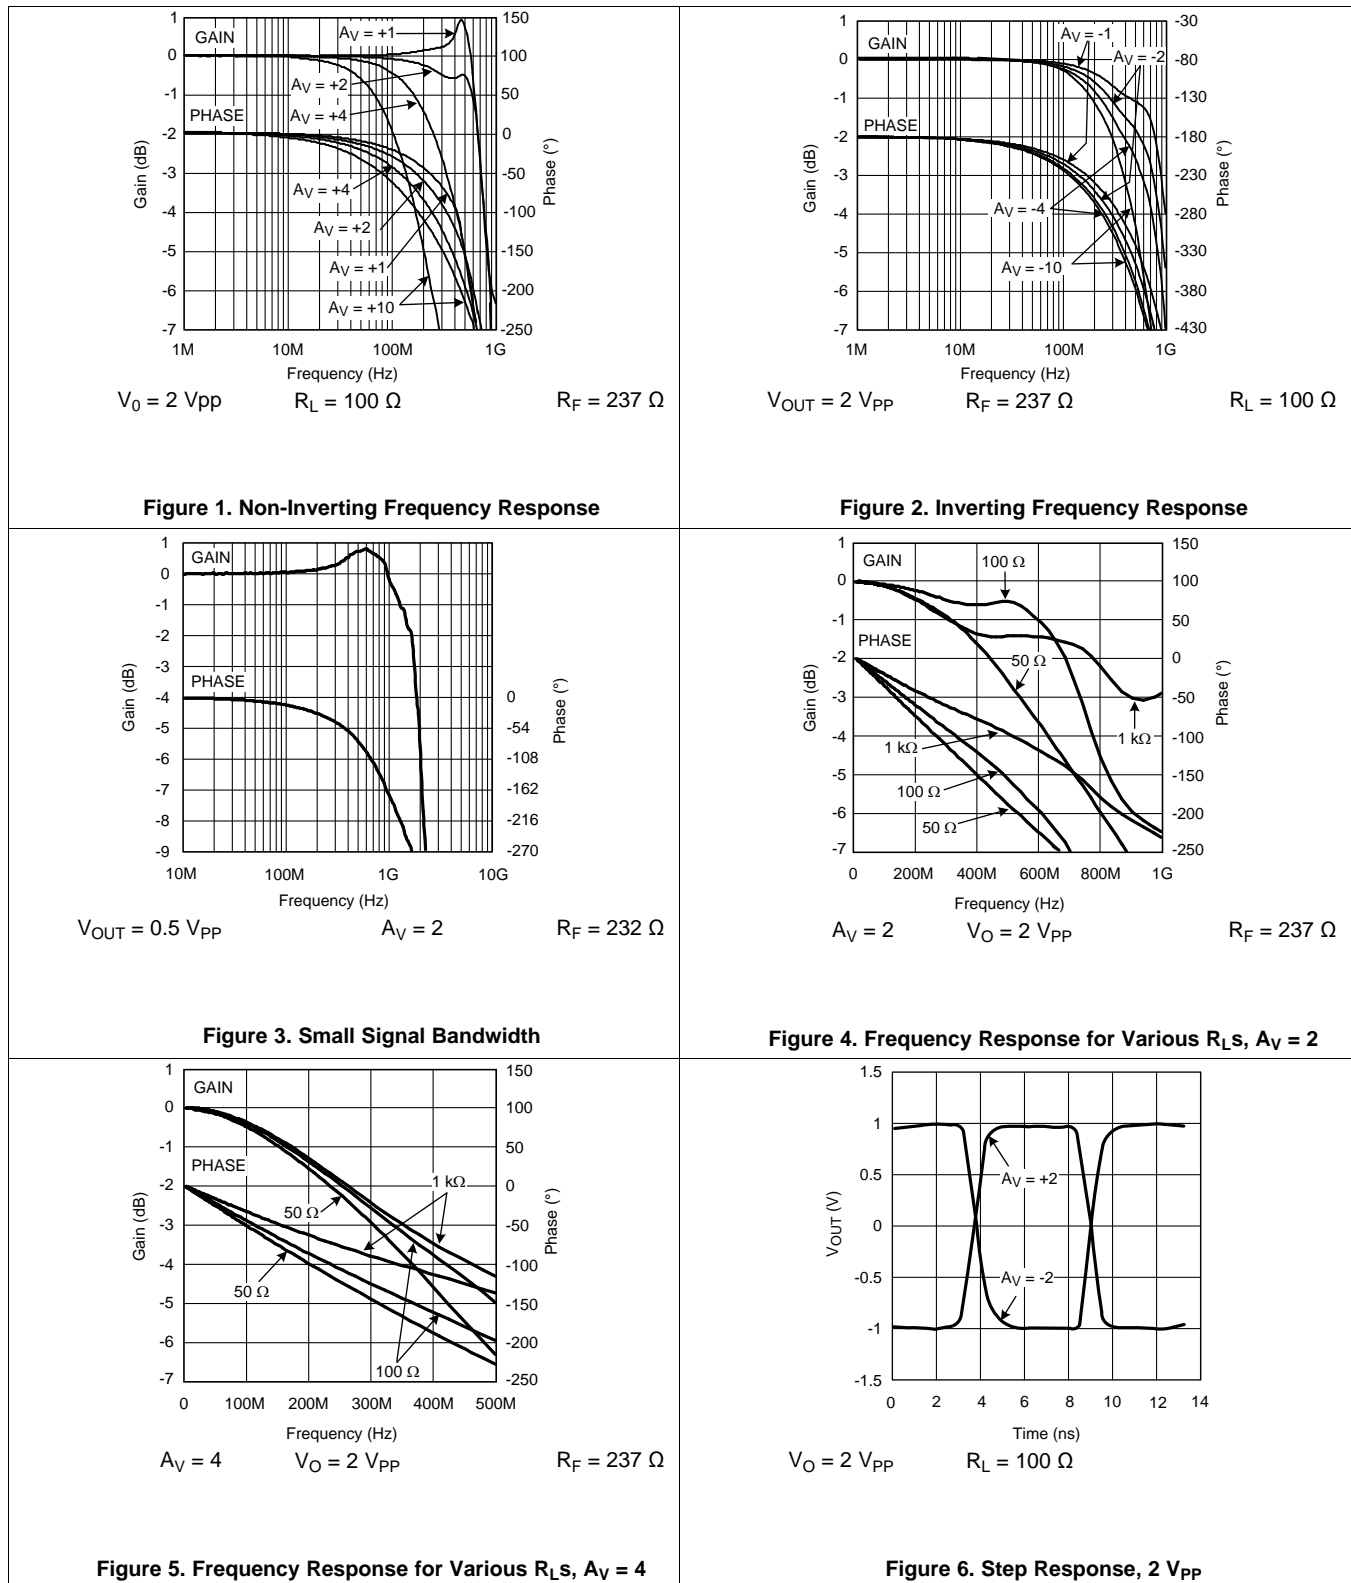 1
0
-1
-2
-3
-4
-5
-6
-7
Gain (dB)
GAIN
PHASE
A_V = +1
A_V = +2
A_V = +4
A_V = +4
A_V = +2
A_V = +1
A_V = +10
150
100
50
0
-50
-100
-150
-200
-250
Phase (°)
1M 10M 100M 1G
Frequency (Hz)
V_0 = 2 Vpp R_L = 100 Ω R_F = 237 Ω
Figure 1. Non-Inverting Frequency Response
1
0
-1
-2
-3
-4
-5
-6
-7
Gain (dB)
GAIN
PHASE
A_V = -1
A_V = -2
A_V = -4
A_V = -10
-30
-80
-130
-180
-230
-280
-330
-380
-430
Phase (°)
1M 10M 100M 1G
Frequency (Hz)
V_OUT = 2 V_PP R_F = 237 Ω R_L = 100 Ω
Figure 2. Inverting Frequency Response
1
0
-1
-2
-3
-4
-5
-6
-7
-8
-9
Gain (dB)
GAIN
PHASE
0
-54
-108
-162
-216
-270
Phase (°)
10M 100M 1G 10G
Frequency (Hz)
V_OUT = 0.5 V_PP A_V = 2 R_F = 232 Ω
Figure 3. Small Signal Bandwidth
1
0
-1
-2
-3
-4
-5
-6
-7
Gain (dB)
GAIN
PHASE
100 Ω
50 Ω
1 kΩ
1 kΩ
100 Ω
50 Ω
150
100
50
0
-50
-100
-150
-200
-250
Phase (°)
0 200M 400M 600M 800M 1G
Frequency (Hz)
A_V = 2 V_O = 2 V_PP R_F = 237 Ω
Figure 4. Frequency Response for Various R_Ls, A_V = 2
1
0
-1
-2
-3
-4
-5
-6
-7
Gain (dB)
GAIN
PHASE
1 kΩ
50 Ω
50 Ω
100 Ω
150
100
50
0
-50
-100
-150
-200
-250
Phase (°)
0 100M 200M 300M 400M 500M
Frequency (Hz)
A_V = 4 V_O = 2 V_PP R_F = 237 Ω
Figure 5. Frequency Response for Various R_Ls, A_V = 4
1.5
1
0.5
0
-0.5
-1
-1.5
V_OUT (V)
A_V = +2
A_V = -2
0 2 4 6 8 10 12 14
Time (ns)
V_O = 2 V_PP R_L = 100 Ω
Figure 6. Step Response, 2 V_PP